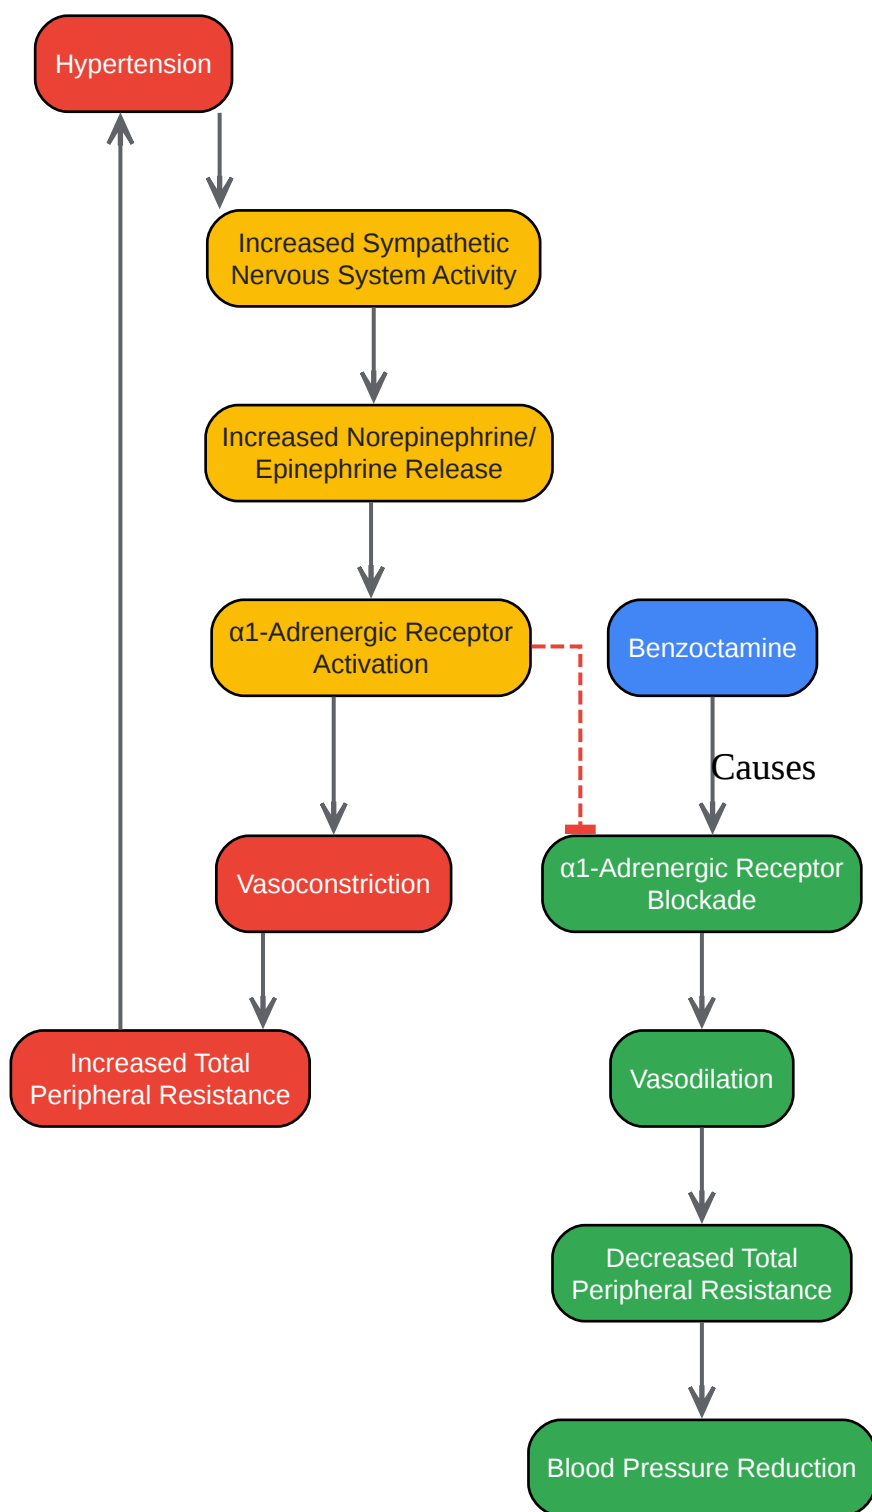 Hypertension
Increased Sympathetic
Nervous System Activity
Increased Norepinephrine/
Epinephrine Release
α1-Adrenergic Receptor
Activation
Benzoctamine
Causes
Vasoconstriction
α1-Adrenergic Receptor
Blockade
Increased Total
Peripheral Resistance
Vasodilation
Decreased Total
Peripheral Resistance
Blood Pressure Reduction